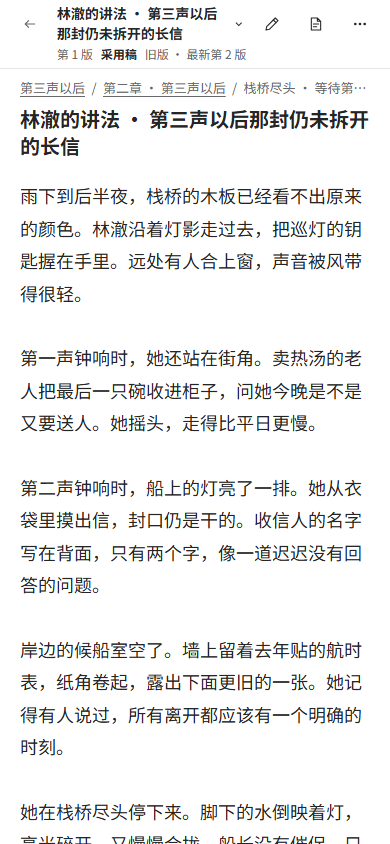 林澈的讲法 · 第三声以后
那封仍未拆开的长信
第 1 版 采用稿 旧版 · 最新第 2 版
第三声以后 / 第二章 · 第三声以后 / 栈桥尽头 · 等待第…
林澈的讲法 · 第三声以后那封仍未拆开
的长信
雨下到后半夜，栈桥的木板已经看不出原来
的颜色。林澈沿着灯影走过去，把巡灯的钥
匙握在手里。远处有人合上窗，声音被风带
得很轻。
第一声钟响时，她还站在街角。卖热汤的老
人把最后一只碗收进柜子，问她今晚是不是
又要送人。她摇头，走得比平日更慢。
第二声钟响时，船上的灯亮了一排。她从衣
袋里摸出信，封口仍是干的。收信人的名字
写在背面，只有两个字，像一道迟迟没有回
答的问题。
岸边的候船室空了。墙上留着去年贴的航时
表，纸角卷起，露出下面更旧的一张。她记
得有人说过，所有离开都应该有一个明确的
时刻。
她在栈桥尽头停下来。脚下的水倒映着灯，